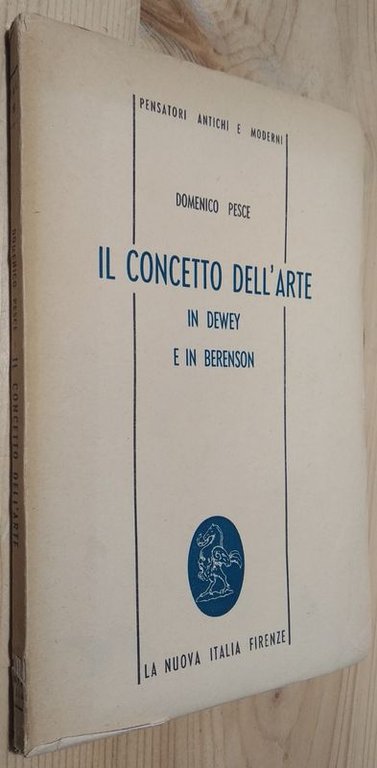 PENSATORI ANTICHI E MODERNI
DOMENICO PESCE
IL CONCETTO DELL'ARTE
IN DEWEY
E IN BERENSON
LA NUOVA ITALIA FIRENZE
DOMENICO PESCE IL CONCETTO DELL'ARTE